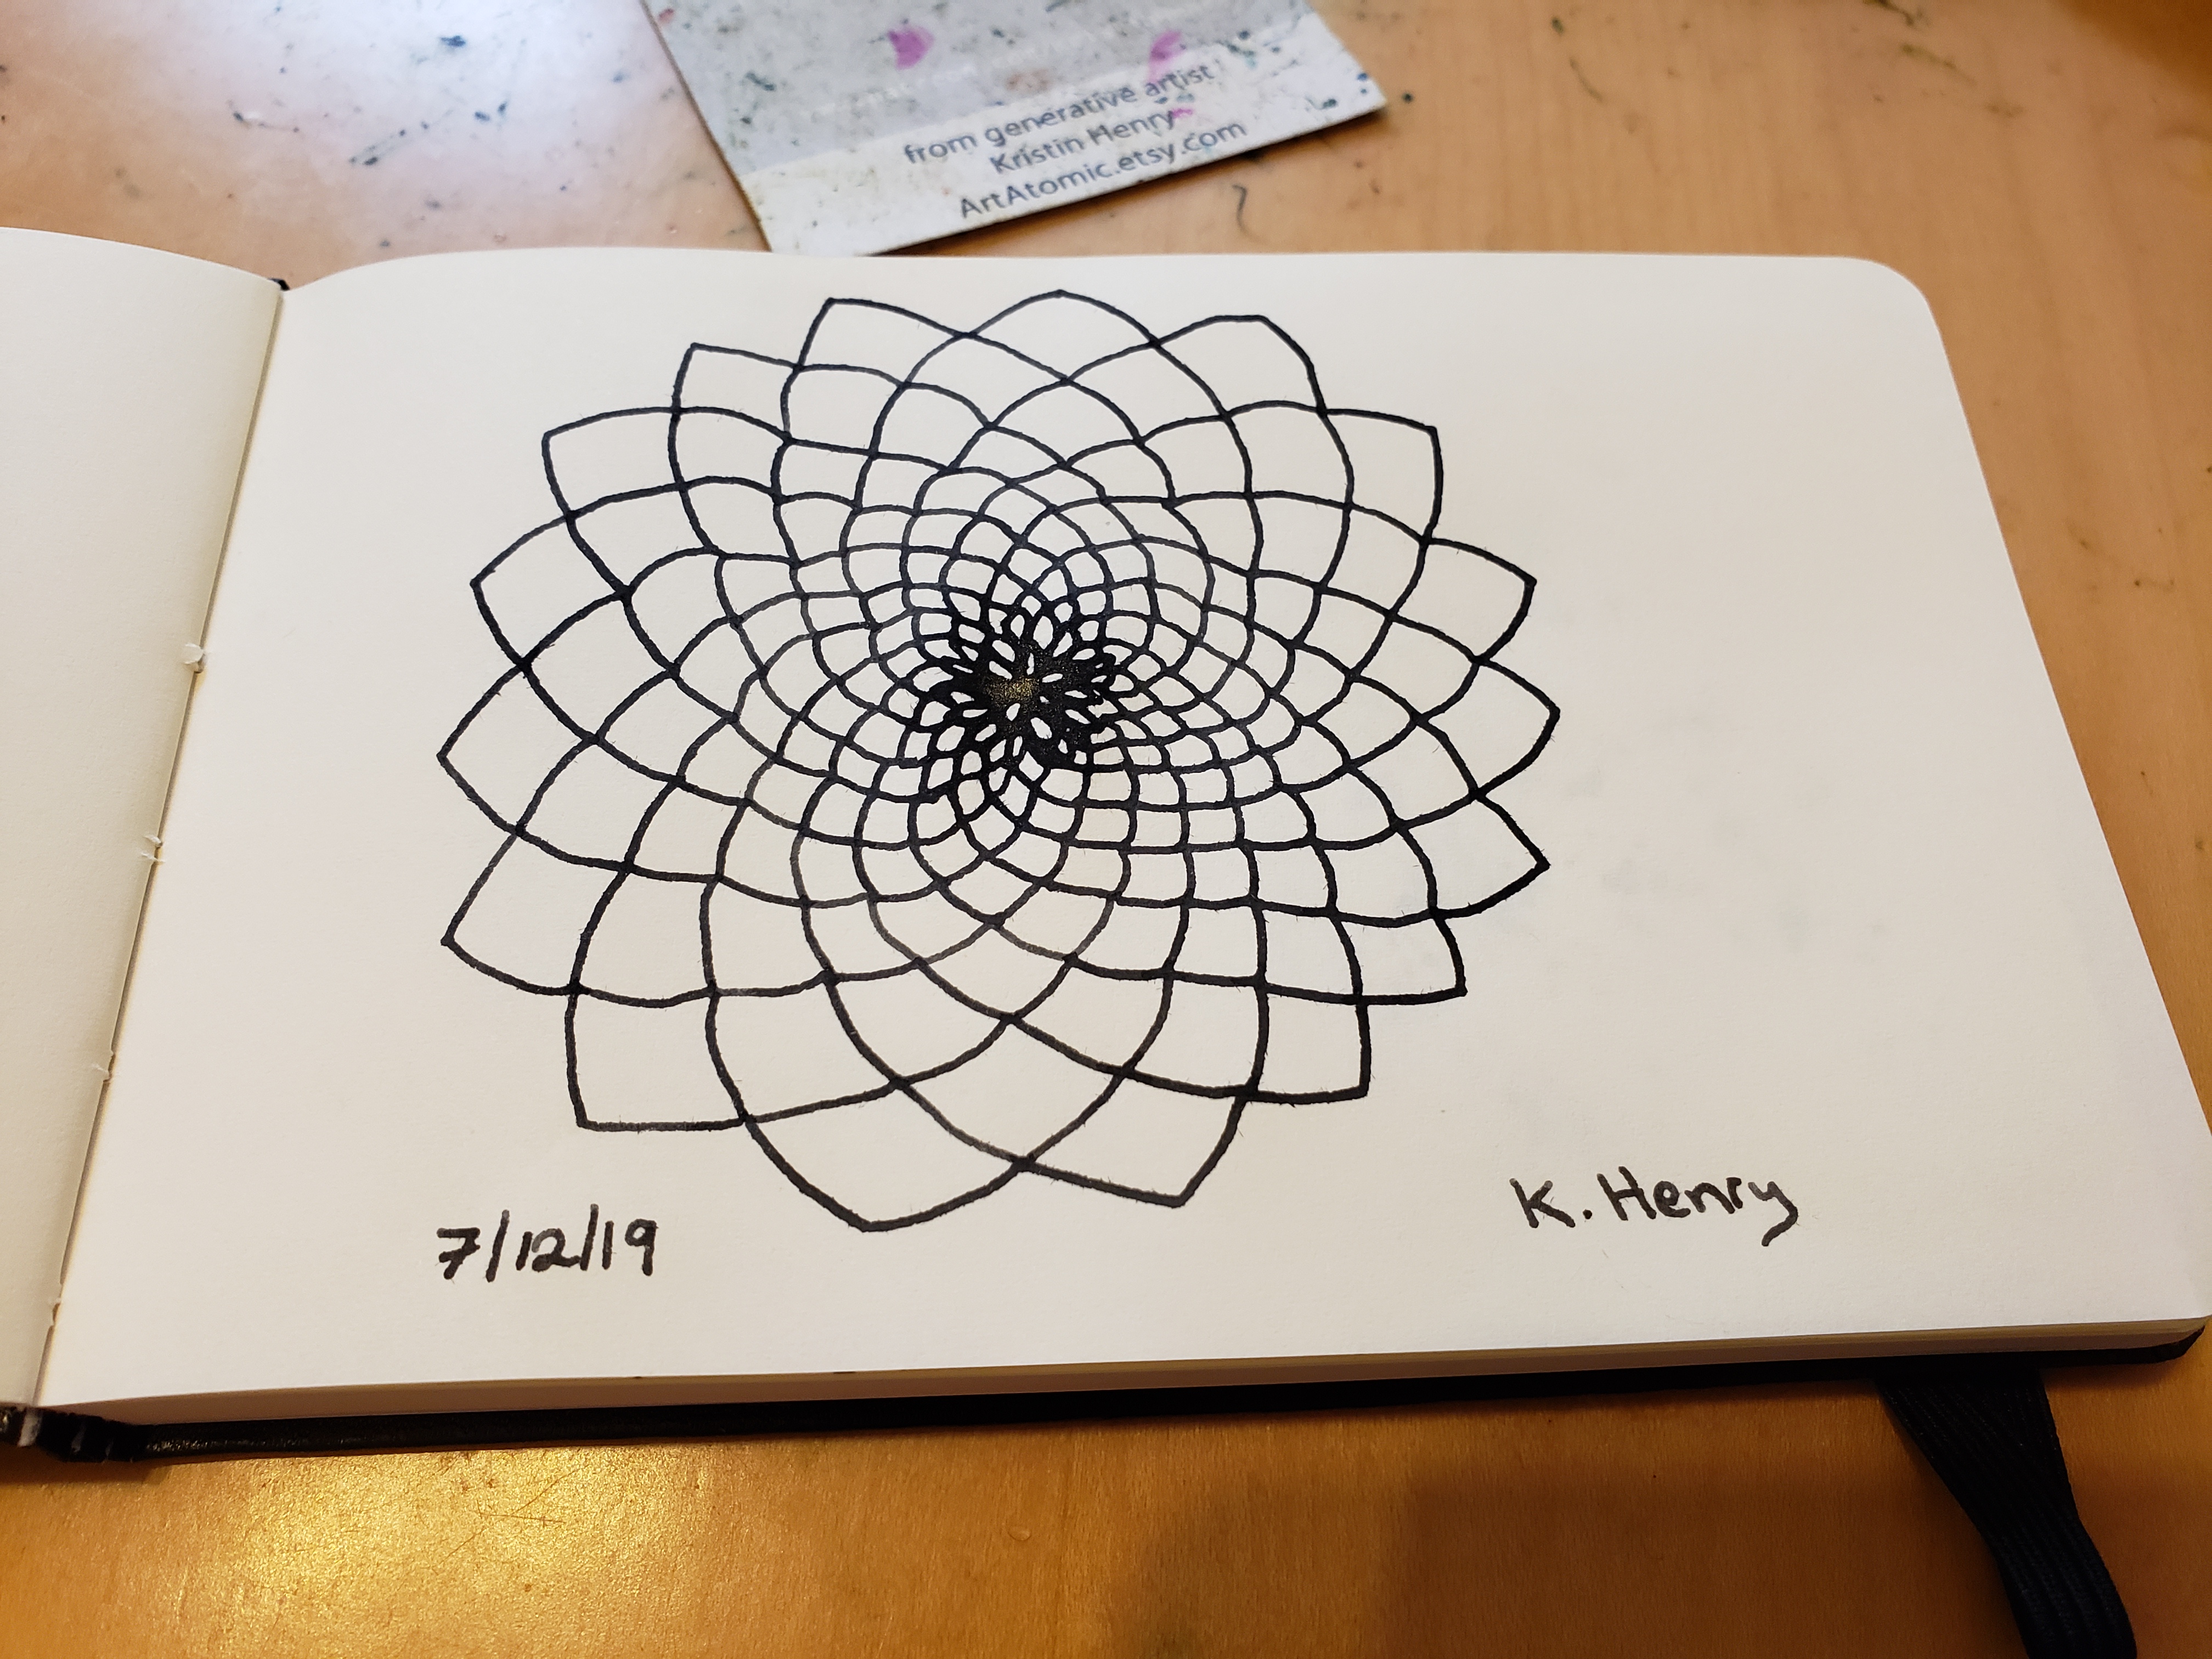 from generative artist
Kristin Henry
ArtAtomic.etsy.com
7/12/19
K. Henry